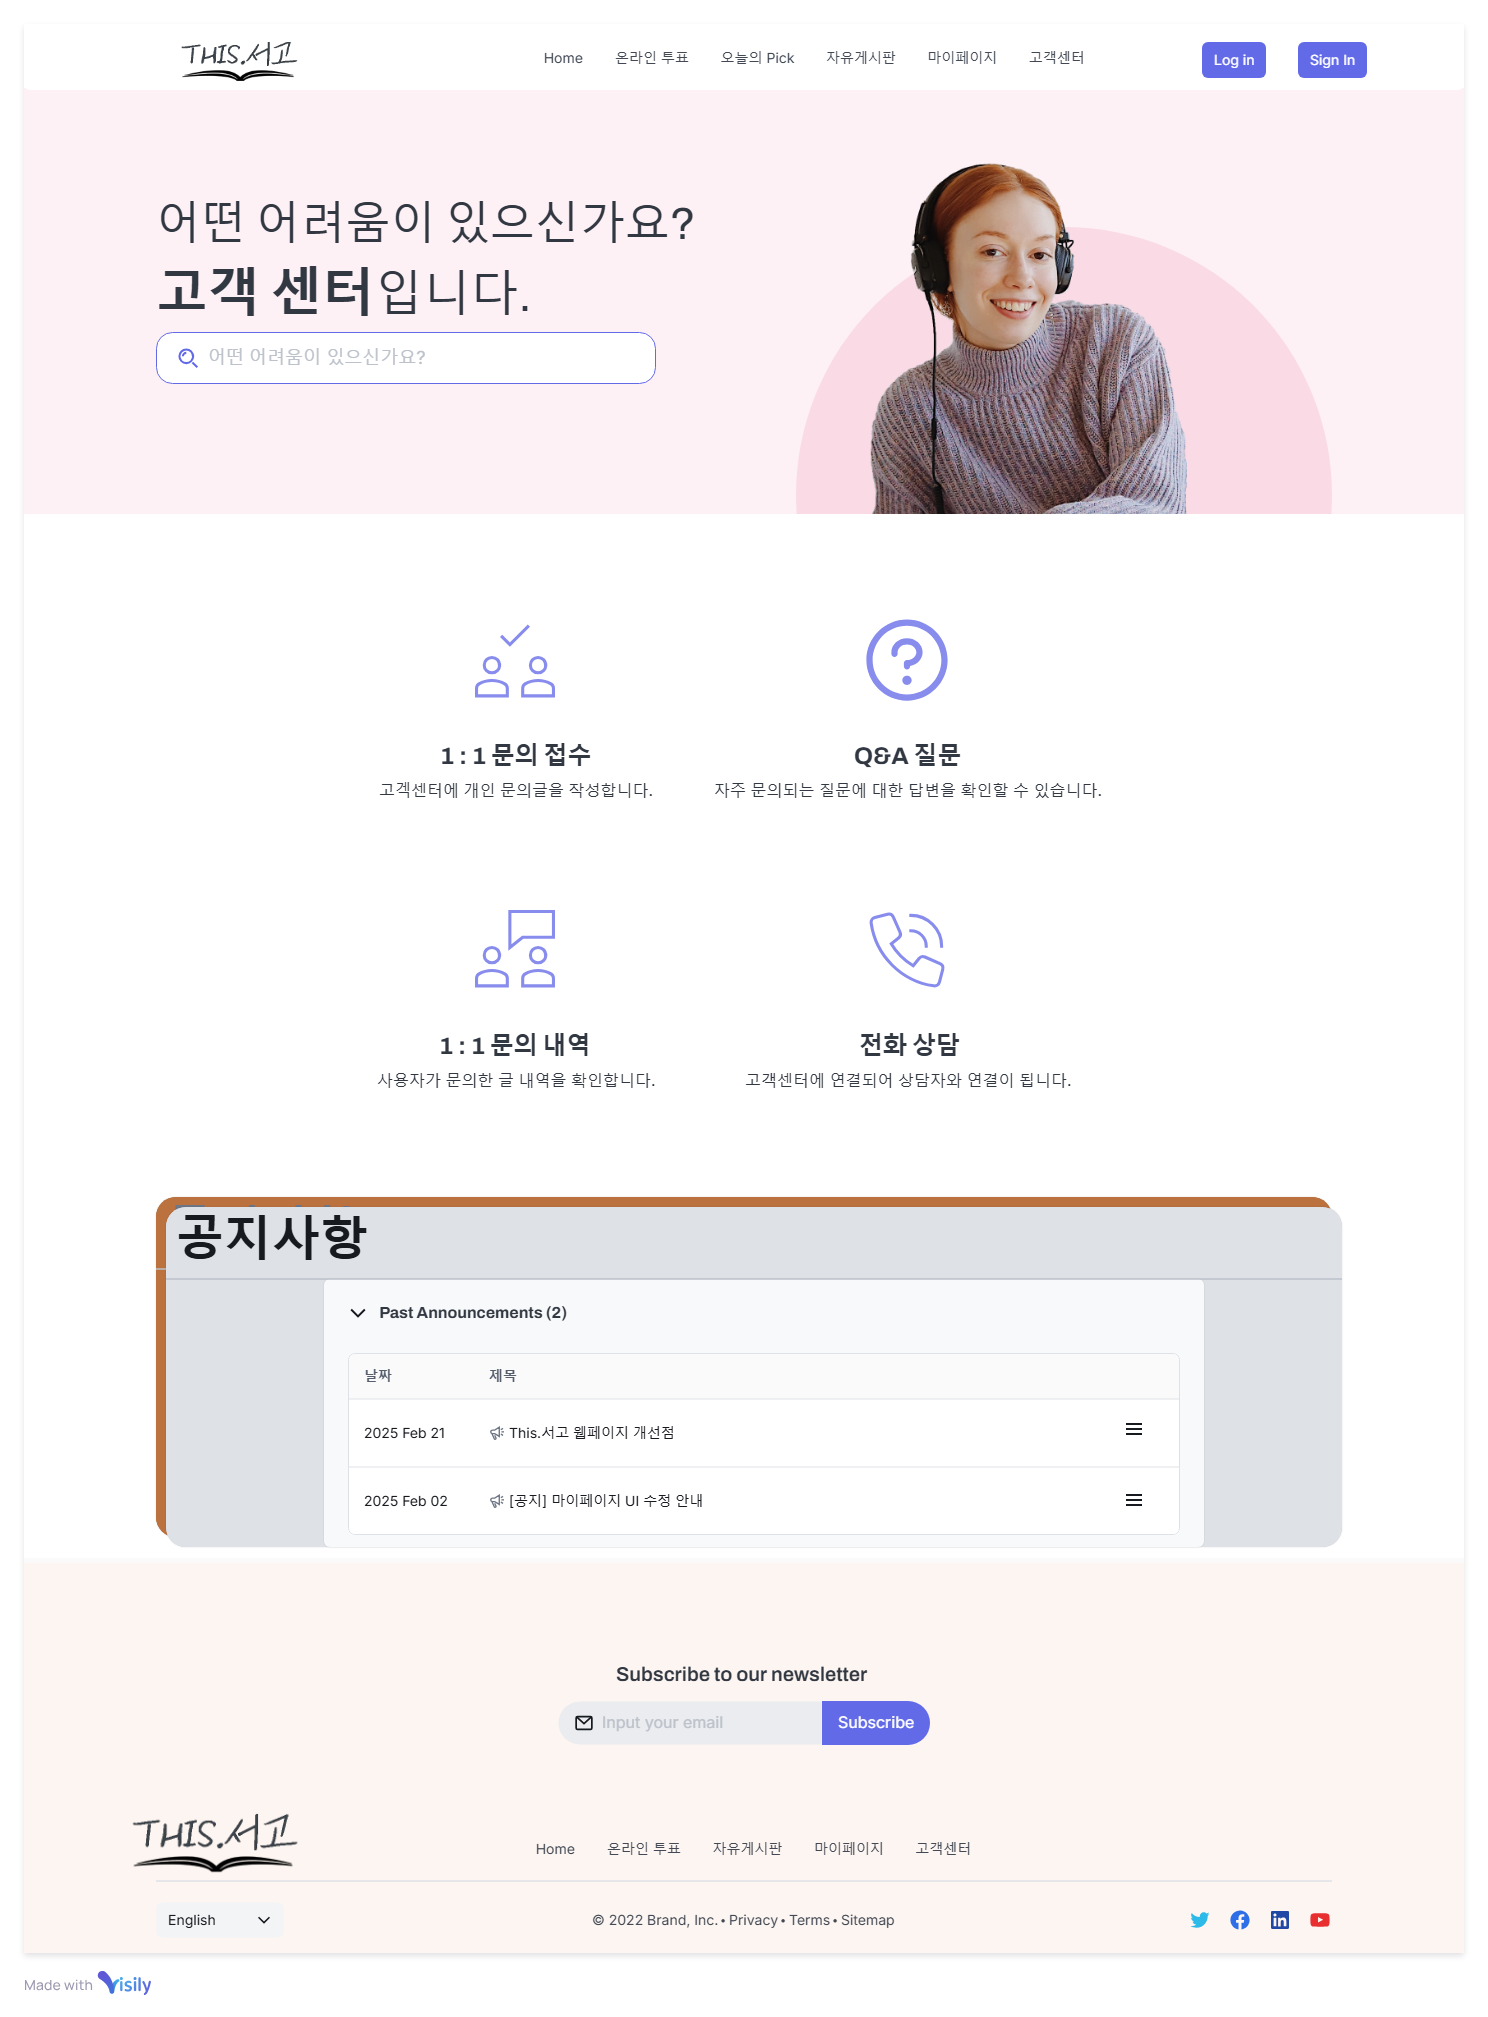 THIS.서고
Home 온라인 투표 오늘의 Pick 자유게시판 마이페이지 고객센터
Log in Sign In
어떤 어려움이 있으신가요?
고객 센터입니다.
어떤 어려움이 있으신가요?
1 : 1 문의 접수
고겍센터에 개인 문의글을 작성합니다.
Q&A 질문
자주 문의되는 질문에 대한 답변을 확인할 수 있습니다.
1 : 1 문의 내역
사용자가 문의한 글 내역을 확인합니다.
전화 상담
고객센터에 연결되어 상담자와 연결이 됩니다.
공지사항
Past Announcements (2)
날짜 제목
2025 Feb 21 This.서고 웹페이지 개선점
2025 Feb 02 [공지] 마이페이지 UI 수정 안내
Subscribe to our newsletter
Input your email Subscribe
THIS.서고
Home 온라인 투표 자유게시판 마이페이지 고객센터
English
© 2022 Brand, Inc. • Privacy • Terms • Sitemap
Made with Visily